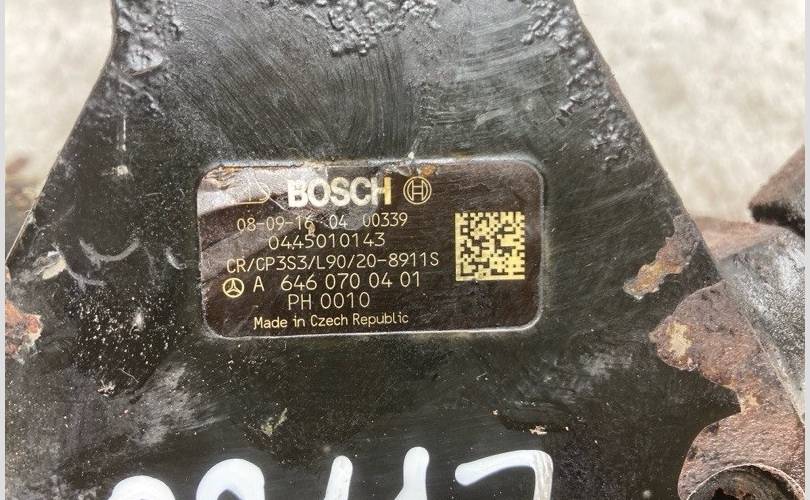 BOSCH
08-09-16 04 00339
0445010143
CR/CP3S3/L90/20-8911S
A 646 070 04 01
PH 0010
Made in Czech Republic